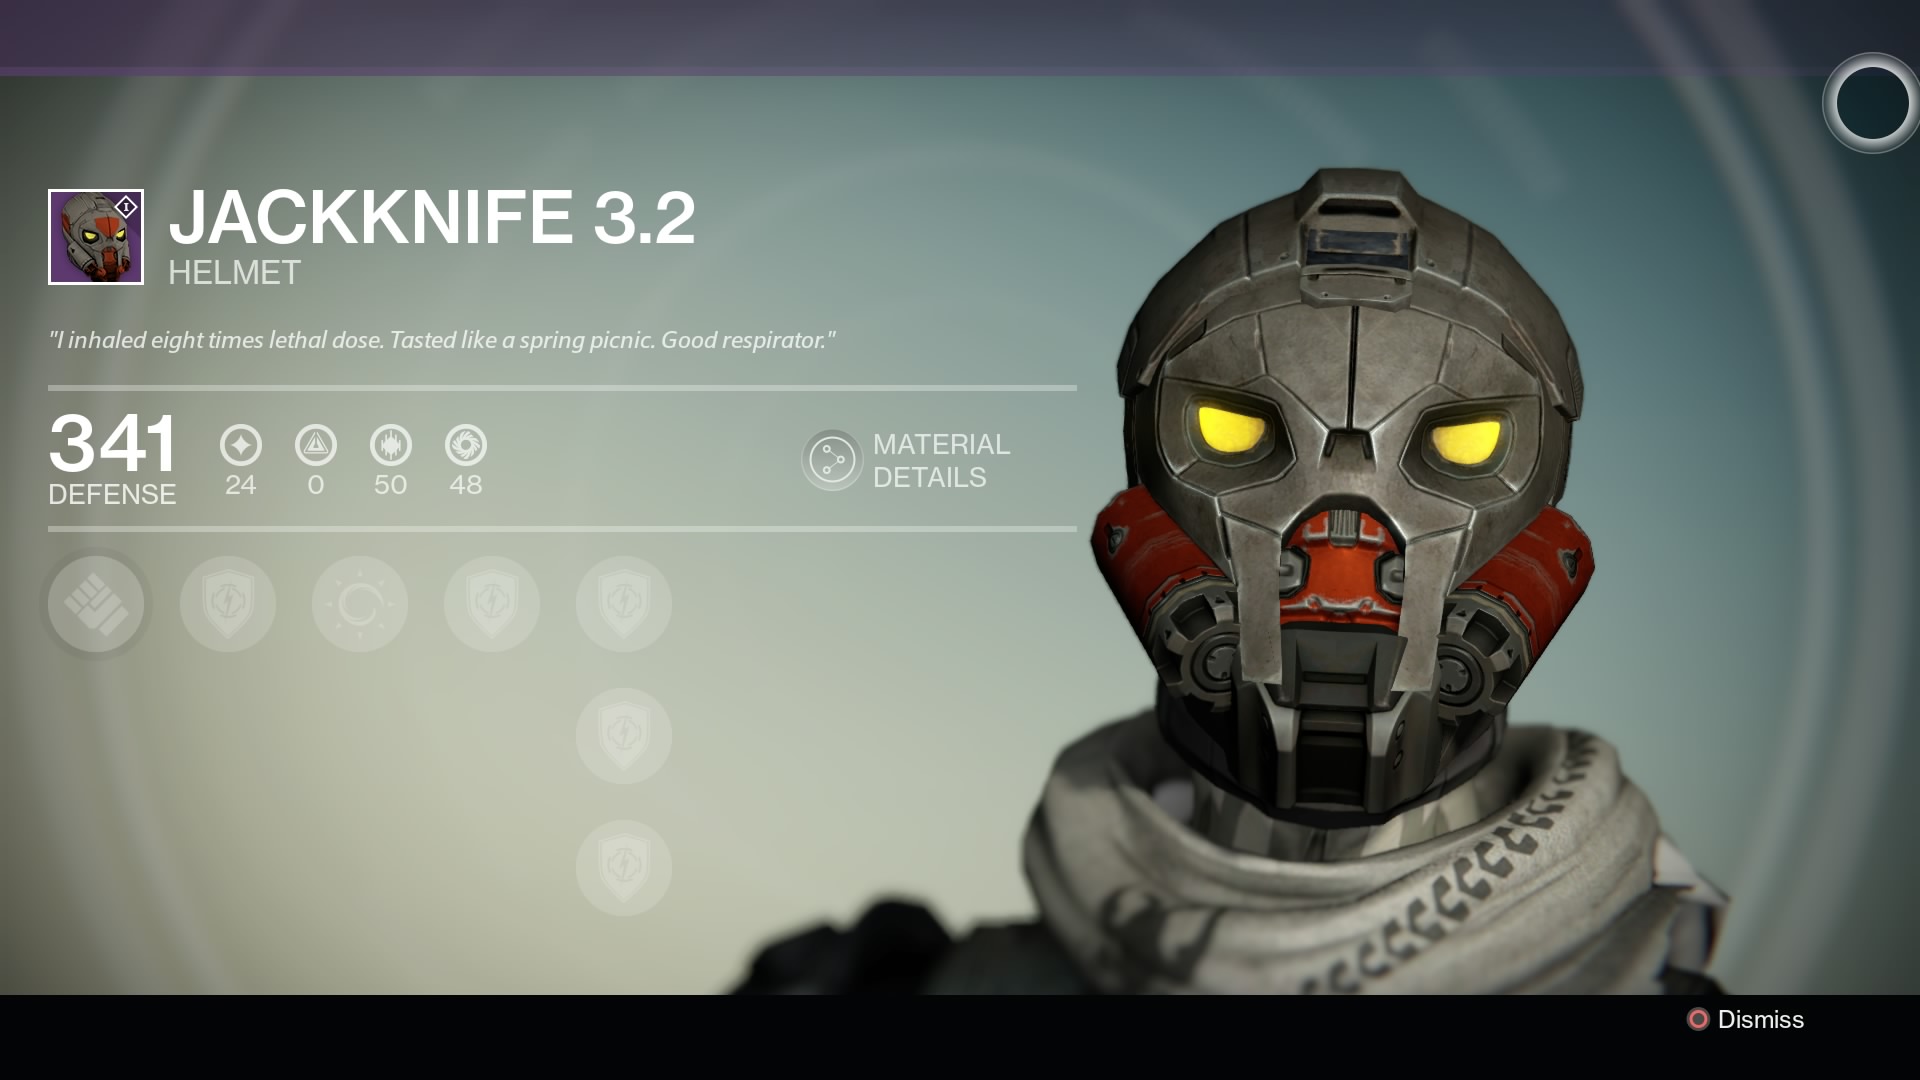 JACKKNIFE 3.2
HELMET
"I inhaled eight times lethal dose. Tasted like a spring picnic. Good respirator."
341
DEFENSE
24 0 50 48
MATERIAL
DETAILS
Dismiss